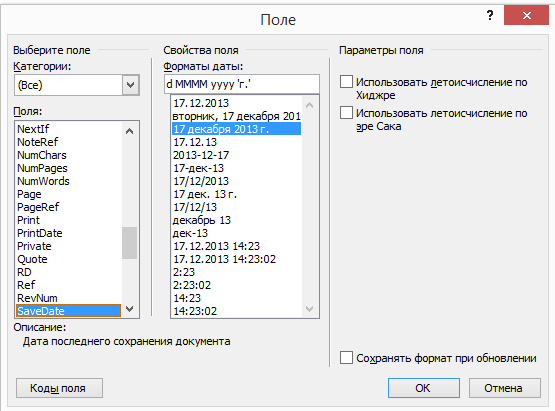 Поле
?
Выберите поле
Категории:
(Все)
Поля:
NextIf
NoteRef
NumChars
NumPages
NumWords
Page
PageRef
Print
PrintDate
Private
Quote
RD
Ref
RevNum
SaveDate
Свойства поля
Форматы даты:
d MMMM yyyy 'г.'
17.12.2013
вторник, 17 декабря 201
17 декабря 2013 г.
17.12.13
2013-12-17
17-дек-13
17/12/2013
17 дек. 13 г.
17/12/13
декабрь 13
дек-13
17.12.2013 14:23
17.12.2013 14:23:02
2:23
2:23:02
14:23
14:23:02
Параметры поля
Использовать летоисчисление по
Хиджре
Использовать летоисчисление по
эре Сака
Сохранять формат при обновлении
Описание:
Дата последнего сохранения документа
Коды поля
ОК
Отмена